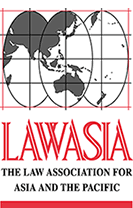 LAWASIA
THE LAW ASSOCIATION FOR
ASIA AND THE PACIFIC